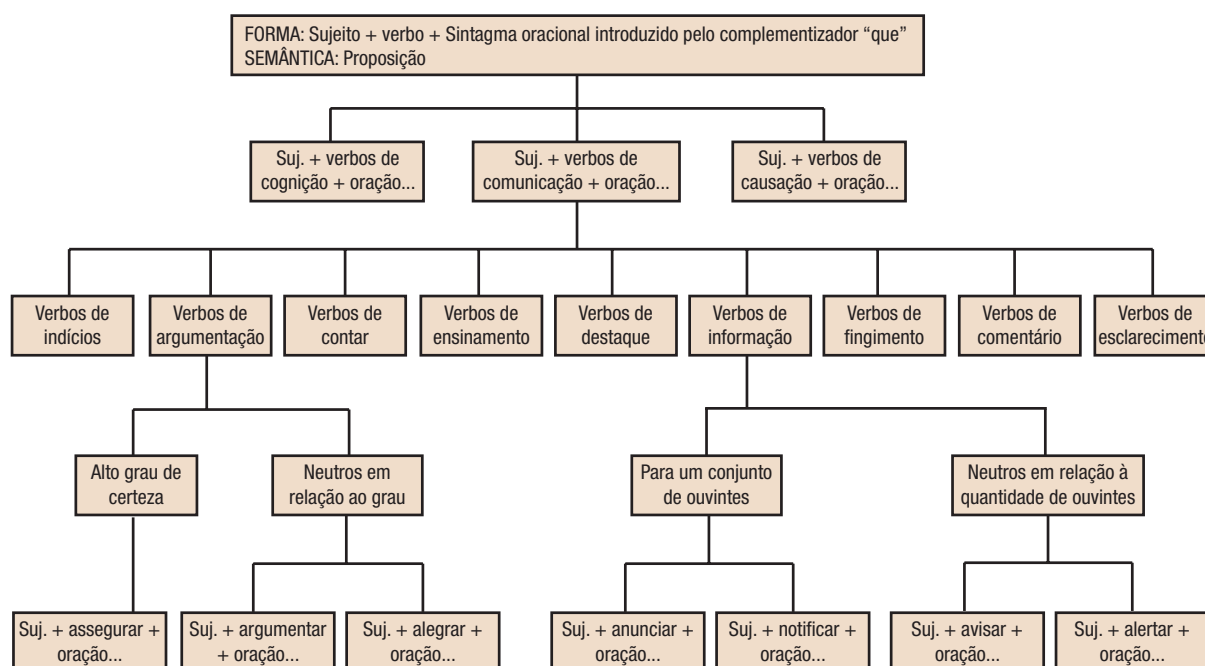 FORMA: Sujeito + verbo + Sintagma oracional introduzido pelo complementizador “que”
SEMÂNTICA: Proposição
Suj. + verbos de
cognição + oração...
Suj. + verbos de
comunicação + oração...
Suj. + verbos de
causação + oração...
Verbos de
indícios
Verbos de
argumentação
Verbos de
contar
Verbos de
ensinamento
Verbos de
destaque
Verbos de
informação
Verbos de
fingimento
Verbos de
comentário
Verbos de
esclarecimento
Alto grau de
certeza
Neutros em
relação ao grau
Para um conjunto
de ouvintes
Neutros em relação à
quantidade de ouvintes
Suj. + assegurar +
oração...
Suj. + argumentar
+ oração...
Suj. + alegrar +
oração...
Suj. + anunciar +
oração...
Suj. + notificar +
oração...
Suj. + avisar +
oração...
Suj. + alertar +
oração...